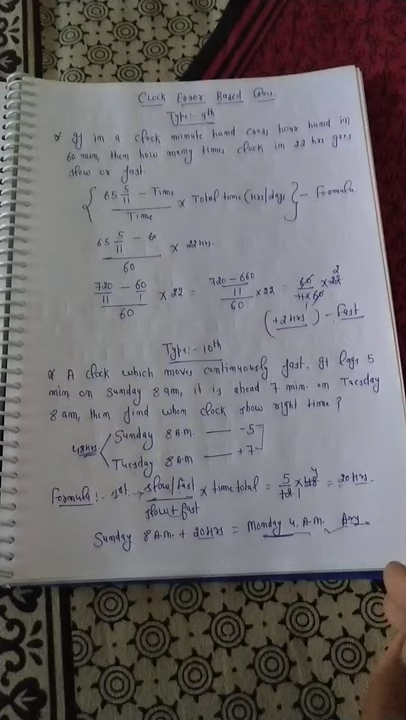 Clock Error Based Ques.
Type:- 9th
Q If in a clock minute hand cross hour hand in
60 min, then how many times clock in 22 hrs goes
slow or fast.
{ (65 5/11 - Time) / Time × Total time (Hrs/days) } - Formula
(65 5/11 - 60) / 60 × 22 hrs.
(720/11 - 60/1) / 60 × 22 = ((720 - 660)/11) / 60 × 22 = 60/(11×60) × 22 2
(+2 Hrs) - Fast
Type:- 10th
Q A clock which moves continuously fast. It lags 5
min on Sunday 8 am, it is ahead 7 min. on Tuesday
8 am, then find when clock show right time?
48 Hrs Sunday 8 A.M. — -5
Tuesday 8 A.M — +7
Formula:- slow/fast / slow + fast × time total = 5/12 1 × 48 4 = 20 Hrs.
Sunday 8 A.M. + 20 Hrs = Monday 4. A.M. Ans